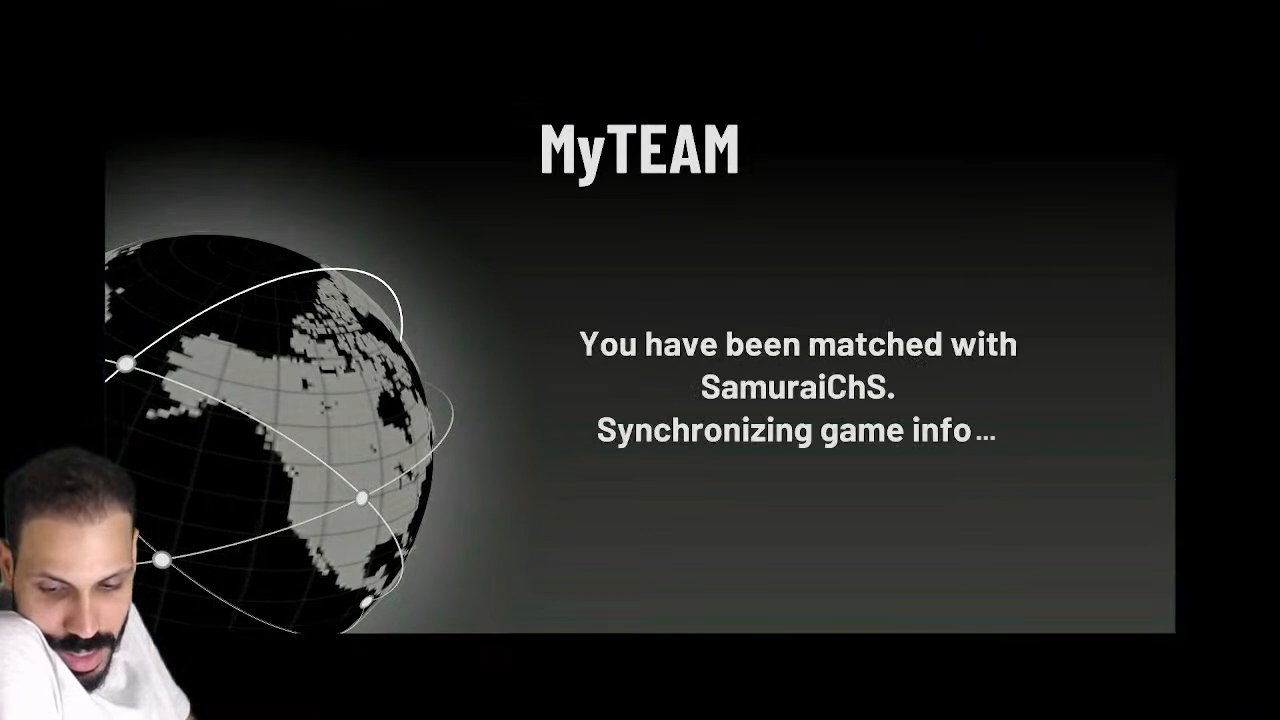 MyTEAM
You have been matched with
SamuraiChS.
Synchronizing game info...